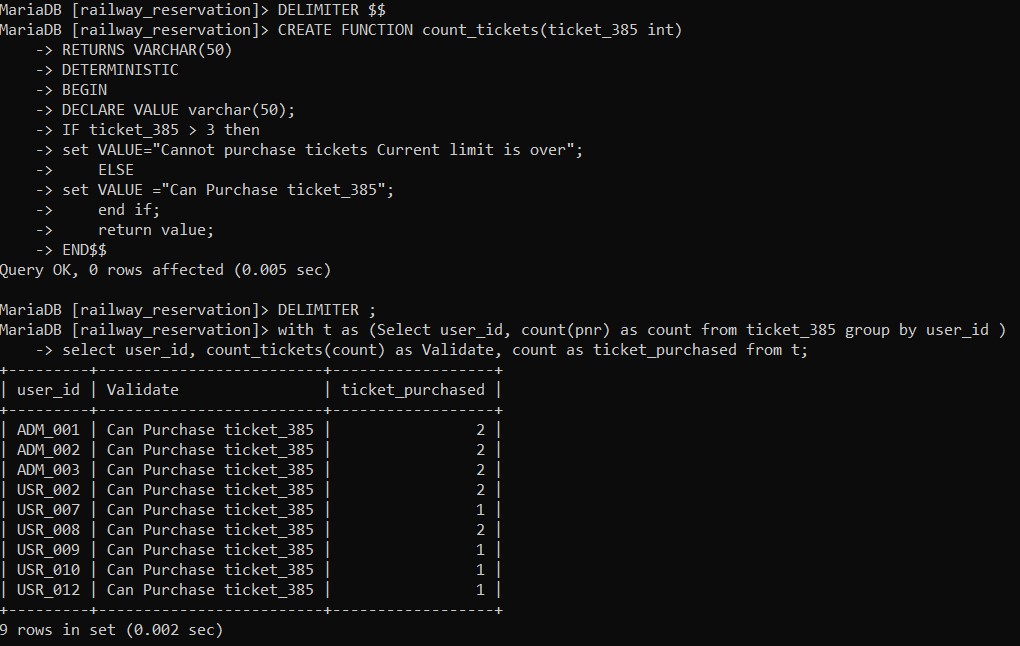 MariaDB [railway_reservation]> DELIMITER $$
MariaDB [railway_reservation]> CREATE FUNCTION count_tickets(ticket_385 int)
    -> RETURNS VARCHAR(50)
    -> DETERMINISTIC
    -> BEGIN
    -> DECLARE VALUE varchar(50);
    -> IF ticket_385 > 3 then
    -> set VALUE="Cannot purchase tickets Current limit is over";
    ->     ELSE
    -> set VALUE ="Can Purchase ticket_385";
    ->     end if;
    ->     return value;
    -> END$$
Query OK, 0 rows affected (0.005 sec)

MariaDB [railway_reservation]> DELIMITER ;
MariaDB [railway_reservation]> with t as (Select user_id, count(pnr) as count from ticket_385 group by user_id )
    -> select user_id, count_tickets(count) as Validate, count as ticket_purchased from t;
+---------+-------------------------+------------------+
| user_id | Validate                | ticket_purchased |
+---------+-------------------------+------------------+
| ADM_001 | Can Purchase ticket_385 |                2 |
| ADM_002 | Can Purchase ticket_385 |                2 |
| ADM_003 | Can Purchase ticket_385 |                2 |
| USR_002 | Can Purchase ticket_385 |                2 |
| USR_007 | Can Purchase ticket_385 |                1 |
| USR_008 | Can Purchase ticket_385 |                2 |
| USR_009 | Can Purchase ticket_385 |                1 |
| USR_010 | Can Purchase ticket_385 |                1 |
| USR_012 | Can Purchase ticket_385 |                1 |
+---------+-------------------------+------------------+
9 rows in set (0.002 sec)